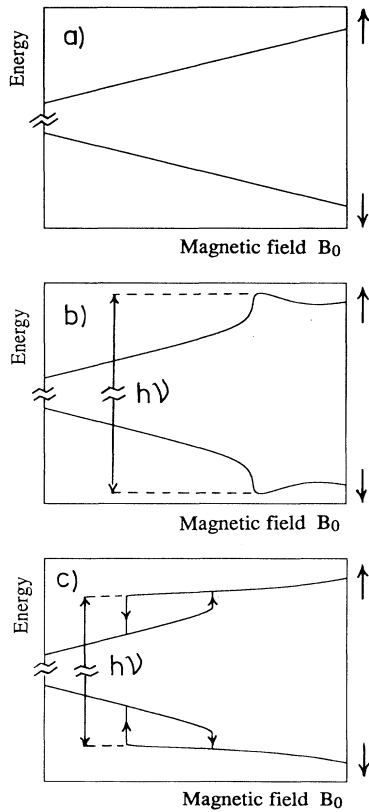 a)
Energy
Magnetic field B₀
b)
Energy
hν
Magnetic field B₀
c)
Energy
hν
Magnetic field B₀